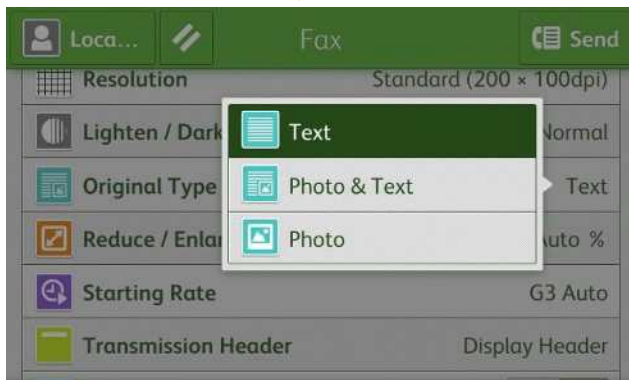 Loca... Fax Send
Resolution Standard (200 × 100dpi)
Lighten / Dark Normal
Text
Original Type Text
Photo & Text
Reduce / Enlar Auto %
Photo
Starting Rate G3 Auto
Transmission Header Display Header